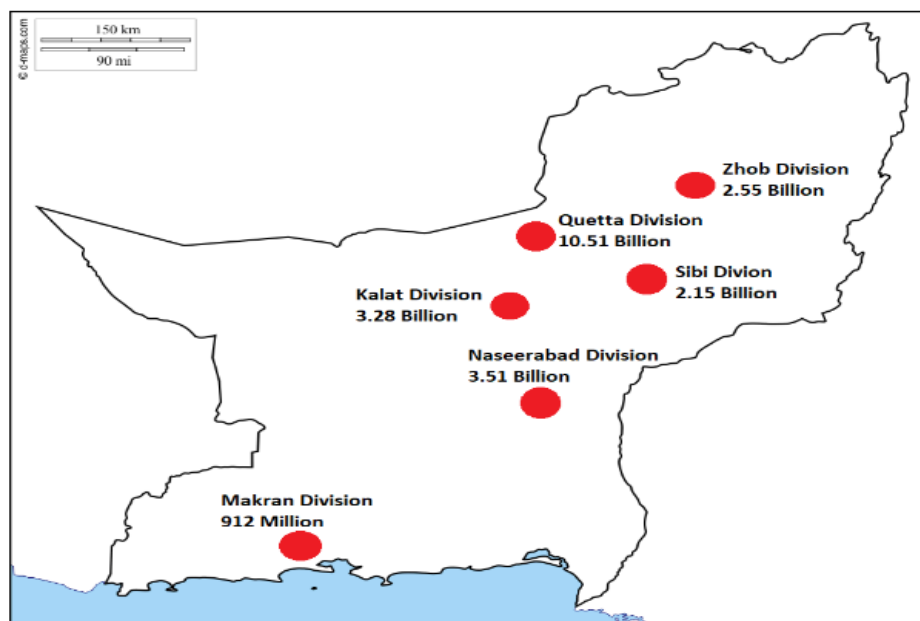 150 km
90 mi
© d-maps.com
Zhob Division
2.55 Billion
Quetta Division
10.51 Billion
Sibi Divion
2.15 Billion
Kalat Division
3.28 Billion
Naseerabad Division
3.51 Billion
Makran Division
912 Million